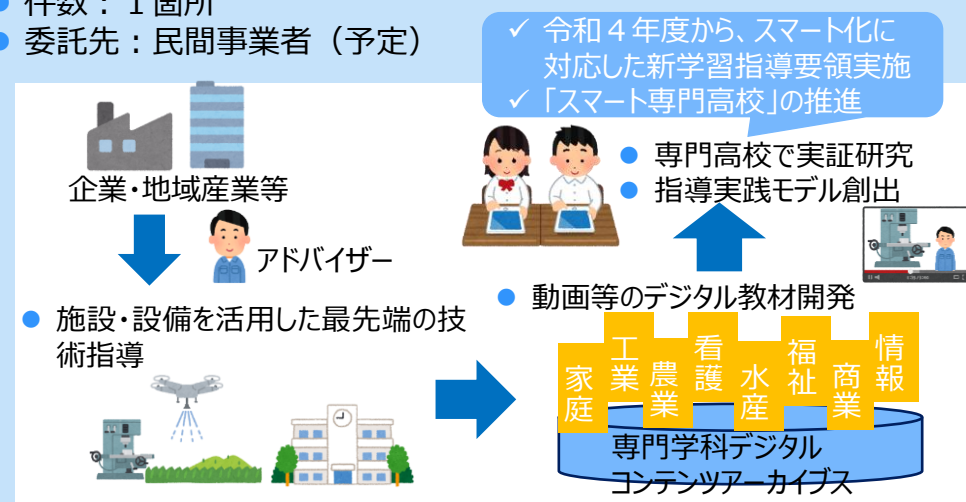 ● 件数：１箇所
● 委託先：民間事業者（予定）
✓ 令和４年度から、スマート化に
対応した新学習指導要領実施
✓ 「スマート専門高校」の推進
企業・地域産業等
アドバイザー
● 施設・設備を活用した最先端の技
術指導
● 専門高校で実証研究
● 指導実践モデル創出
● 動画等のデジタル教材開発
家庭
工業
農業
看護
水産
福祉
商業
情報
専門学科デジタル
コンテンツアーカイブス